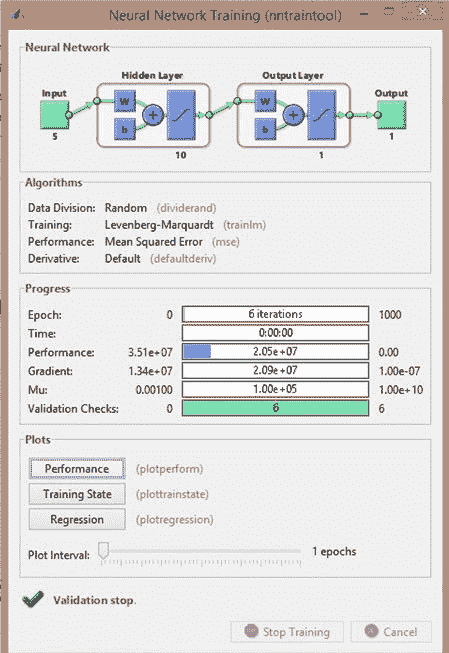 Neural Network Training (nntraintool)
Neural Network
Hidden Layer Output Layer
Input Output
W W
b b
5 10 1 1
Algorithms
Data Division: Random (dividerand)
Training: Levenberg-Marquardt (trainlm)
Performance: Mean Squared Error (mse)
Derivative: Default (defaultderiv)
Progress
Epoch: 0 6 iterations 1000
Time: 0:00:00
Performance: 3.51e+07 2.05e+07 0.00
Gradient: 1.34e+07 2.09e+07 1.00e-07
Mu: 0.00100 1.00e+05 1.00e+10
Validation Checks: 0 6 6
Plots
Performance (plotperform)
Training State (plottrainstate)
Regression (plotregression)
Plot Interval: 1 epochs
Validation stop.
Stop Training Cancel